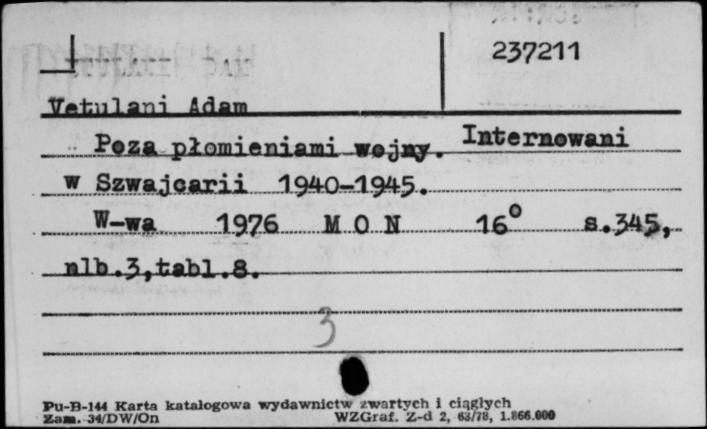 237211
Vetulani Adam
Poza płomieniami wojny. Internowani
w Szwajcarii 1940-1945.
W-wa 1976 M O N 16° s.345,
nlb.3,tabl.8.
3
Pu-B-144 Karta katalogowa wydawnictw zwartych i ciągłych
Zam. 34/DW/On WZGraf. Z-d 2, 63/78, 1.866.000